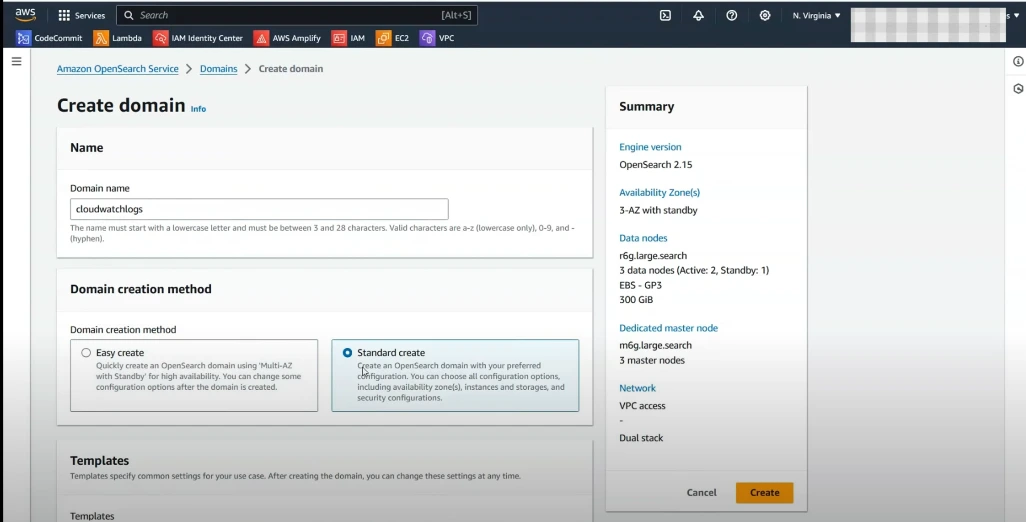 aws
Services
Search
[Alt+S]
N. Virginia
s
CodeCommit
Lambda
IAM Identity Center
AWS Amplify
IAM
EC2
VPC
Amazon OpenSearch Service > Domains > Create domain
Create domain Info
Name
Domain name
cloudwatchlogs
The name must start with a lowercase letter and must be between 3 and 28 characters. Valid characters are a-z (lowercase only), 0-9, and -
(hyphen).
Domain creation method
Domain creation method
Easy create
Quickly create an OpenSearch domain using 'Multi-AZ
with Standby' for high availability. You can change some
configuration options after the domain is created.
Standard create
Create an OpenSearch domain with your preferred
configuration. You can choose all configuration options,
including availability zone(s), instances and storages, and
security configurations.
Templates
Templates specify common settings for your use case. After creating the domain, you can change these settings at any time.
Templates
Summary
Engine version
OpenSearch 2.15
Availability Zone(s)
3-AZ with standby
Data nodes
r6g.large.search
3 data nodes (Active: 2, Standby: 1)
EBS - GP3
300 GiB
Dedicated master node
m6g.large.search
3 master nodes
Network
VPC access
-
Dual stack
Cancel
Create